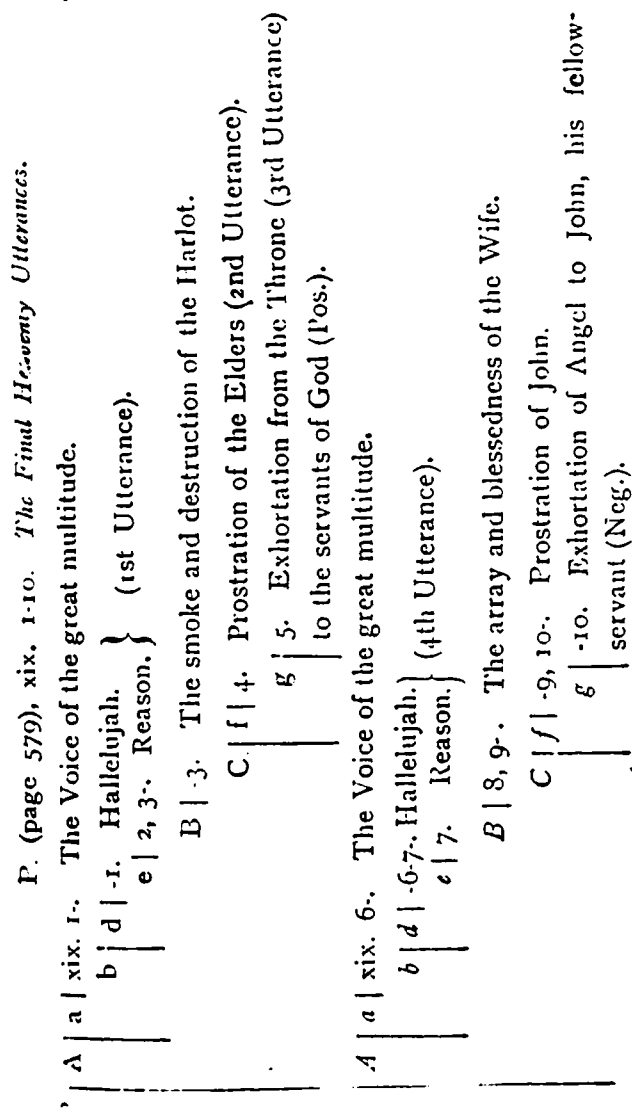 P. (page 579), xix. 1-10. The Final Heavenly Utterances.
A | a | xix. 1-. The Voice of the great multitude.
b | d | -1. Hallelujah. } (1st Utterance).
e | 2, 3-. Reason. }
B | -3. The smoke and destruction of the Harlot.
C | f | 4. Prostration of the Elders (2nd Utterance).
g | 5. Exhortation from the Throne (3rd Utterance)
to the servants of God (Pos.).
A | a | xix. 6-. The Voice of the great multitude.
b | d | -6-7-. Hallelujah. } (4th Utterance).
e | 7. Reason. }
B | 8, 9-. The array and blessedness of the Wife.
C | f | -9, 10-. Prostration of John.
g | -10. Exhortation of Angel to John, his fellow-
servant (Neg.).